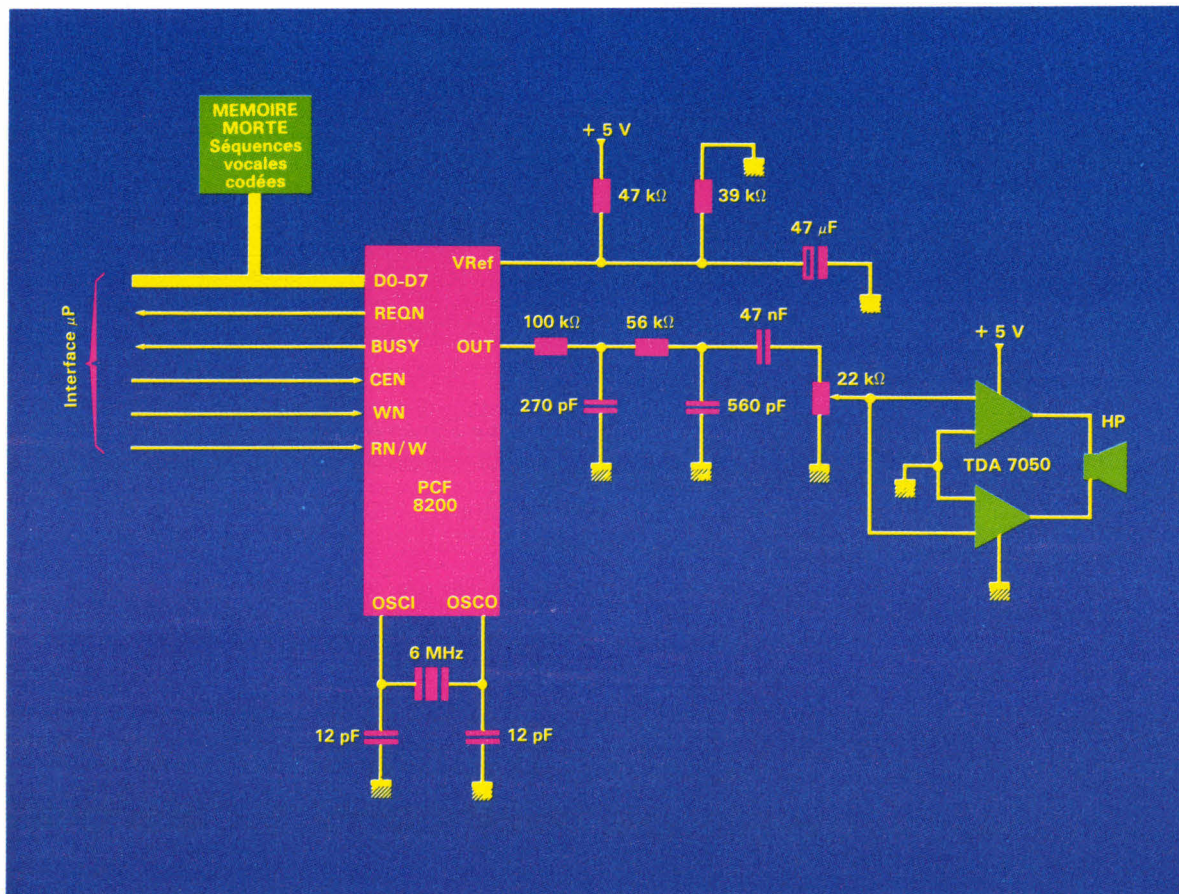 MEMOIRE
MORTE
Séquences
vocales
codées
+ 5 V
47 kΩ
39 kΩ
47 µF
Interface µP
D0-D7
REQN
BUSY
CEN
WN
RN/W
VRef
OUT
PCF
8200
OSCI
OSCO
100 kΩ
56 kΩ
47 nF
270 pF
560 pF
22 kΩ
+ 5 V
TDA 7050
HP
6 MHz
12 pF
12 pF